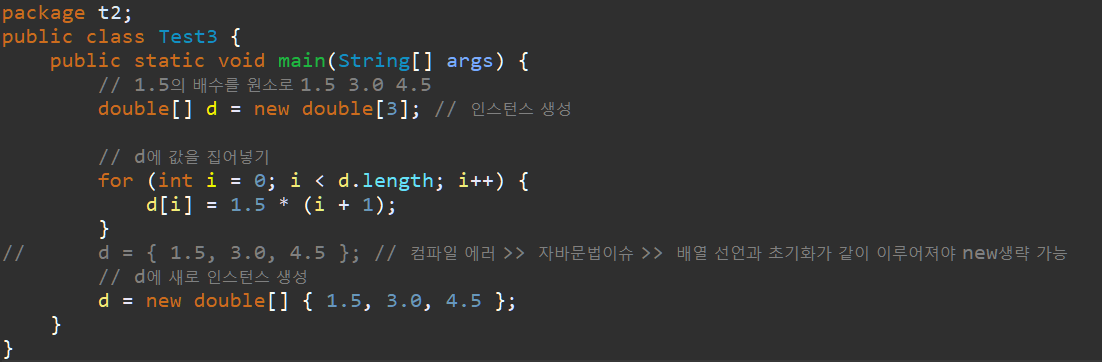 package t2;
public class Test3 {
    public static void main(String[] args) {
        // 1.5의 배수를 원소로 1.5 3.0 4.5
        double[] d = new double[3]; // 인스턴스 생성

        // d에 값을 집어넣기
        for (int i = 0; i < d.length; i++) {
            d[i] = 1.5 * (i + 1);
        }
//      d = { 1.5, 3.0, 4.5 }; // 컴파일 에러 >> 자바문법이슈 >> 배열 선언과 초기화가 같이 이루어져야 new생략 가능
        // d에 새로 인스턴스 생성
        d = new double[] { 1.5, 3.0, 4.5 };
    }
}